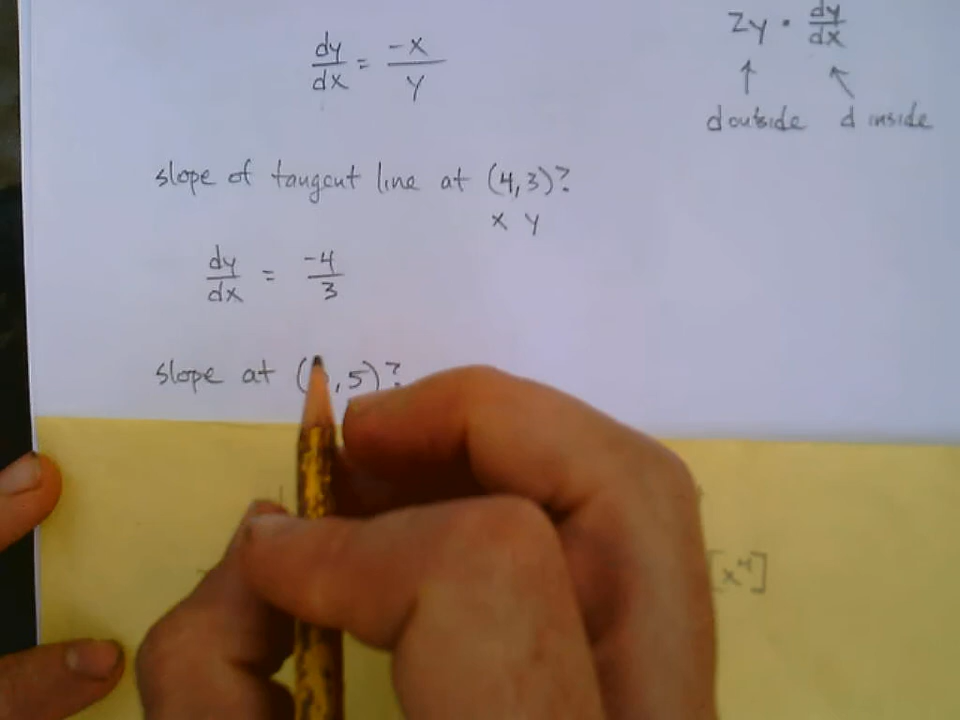 dy/dx = -x/y
2y · dy/dx
↑ ↖
d outside d inside
slope of tangent line at (4,3)?
x y
dy/dx = -4/3
slope at ( ,5)?
[x⁴]